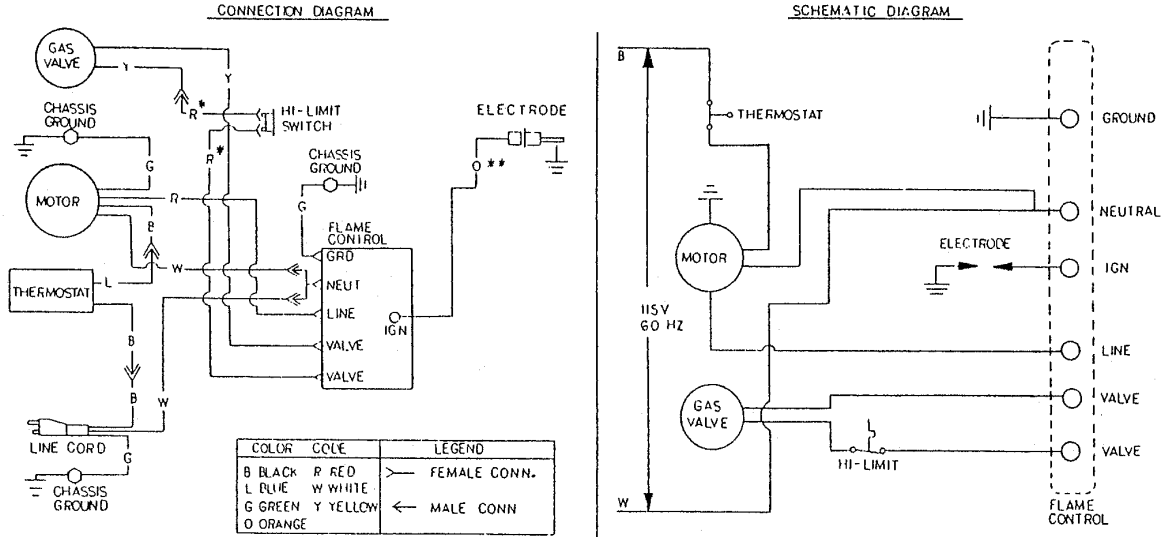 CONNECTION DIAGRAM
GAS
VALVE
Y
Y
R*
HI-LIMIT
SWITCH
ELECTRODE
O**
CHASSIS
GROUND
G
R*
CHASSIS
GROUND
G
MOTOR
R
B
W
FLAME
CONTROL
GRD
NEUT
LINE
VALVE
VALVE
IGN
THERMOSTAT
L
B
B
W
LINE CORD
G
CHASSIS
GROUND
COLOR CODE
B BLACK R RED
L BLUE W WHITE
G GREEN Y YELLOW
O ORANGE
LEGEND
FEMALE CONN.
MALE CONN
SCHEMATIC DIAGRAM
B
THERMOSTAT
GROUND
MOTOR
NEUTRAL
ELECTRODE
IGN
115V
60 HZ
LINE
GAS
VALVE
VALVE
HI-LIMIT
VALVE
W
FLAME
CONTROL